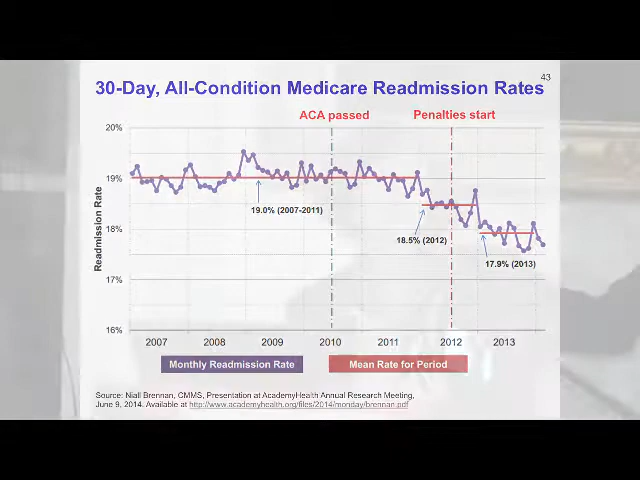 43
30-Day, All-Condition Medicare Readmission Rates
ACA passed
Penalties start
20%
19%
18%
17%
16%
Readmission Rate
19.0% (2007-2011)
18.5% (2012)
17.9% (2013)
2007 2008 2009 2010 2011 2012 2013
Monthly Readmission Rate
Mean Rate for Period
Source: Niall Brennan, CMMS, Presentation at AcademyHealth Annual Research Meeting,
June 9, 2014. Available at http://www.academyhealth.org/files/2014/monday/brennan.pdf